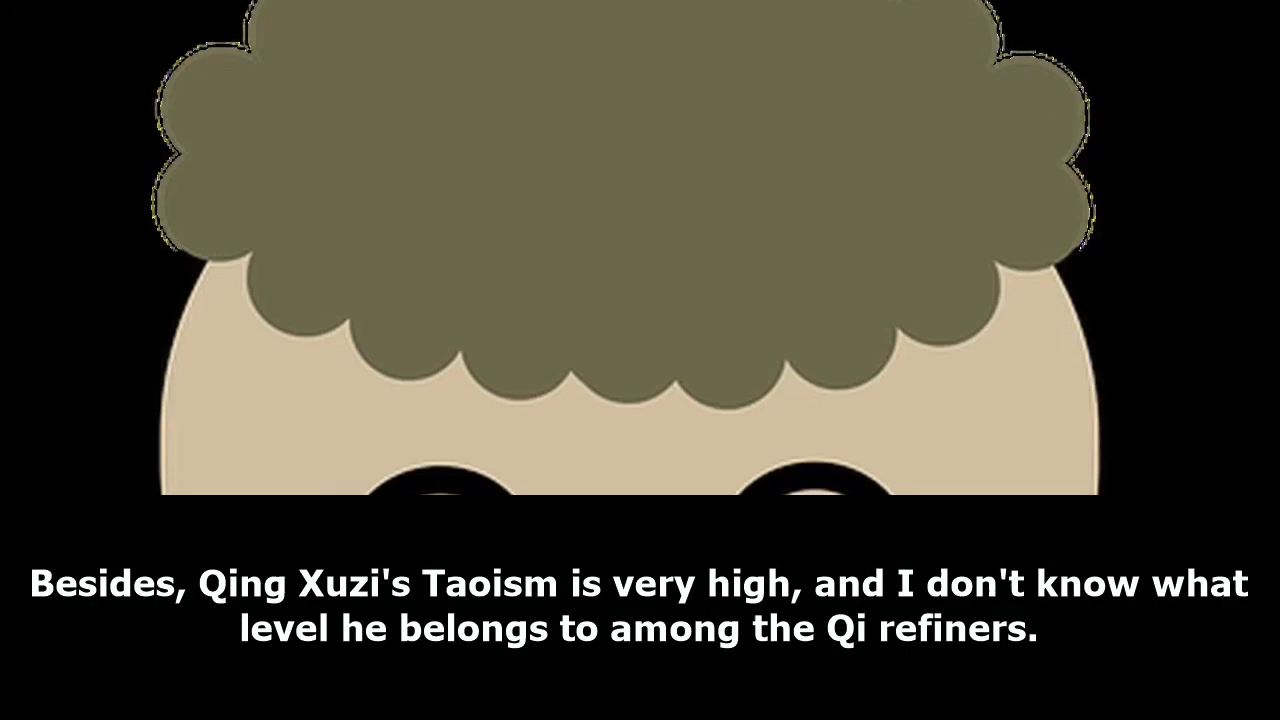 Besides, Qing Xuzi's Taoism is very high, and I don't know what
level he belongs to among the Qi refiners.